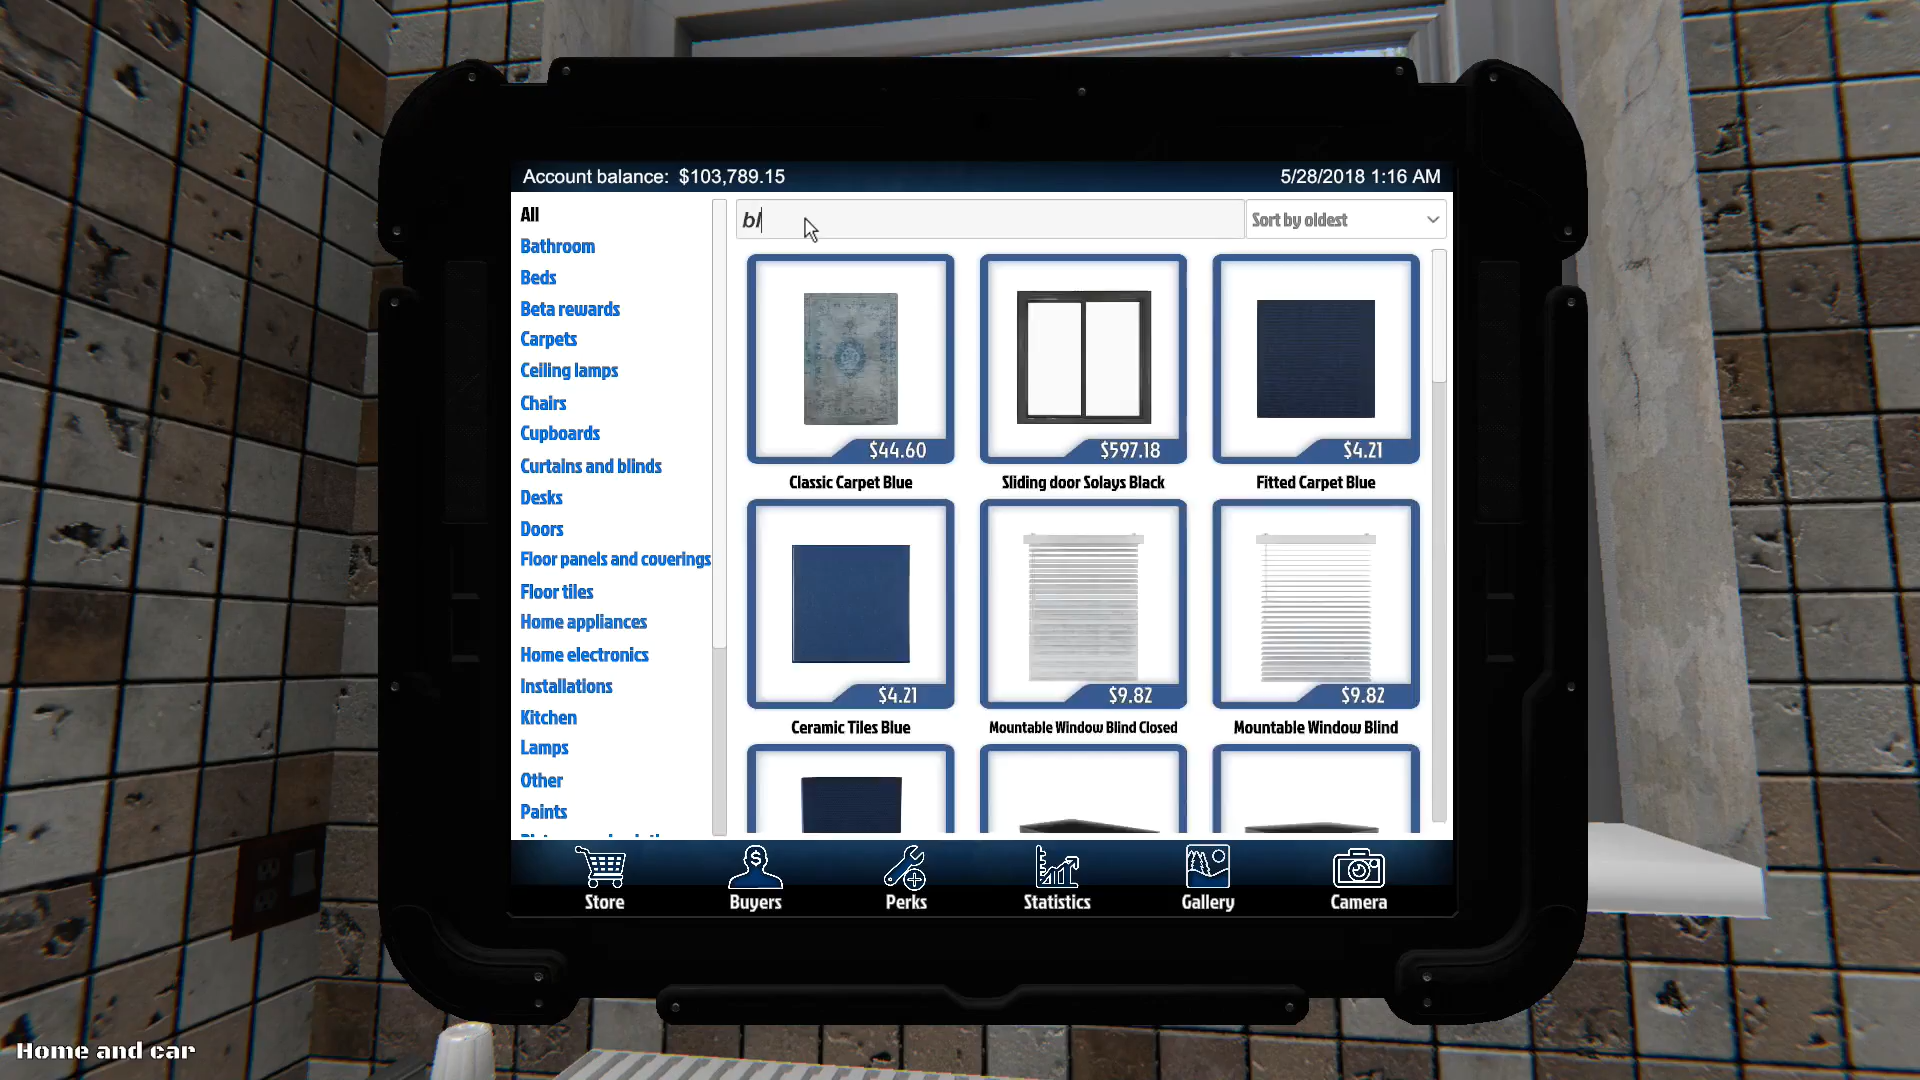 Account balance: $103,789.15
5/28/2018 1:16 AM
bl
Sort by oldest
All
Bathroom
Beds
Beta rewards
Carpets
Ceiling lamps
Chairs
Cupboards
Curtains and blinds
Desks
Doors
Floor panels and coverings
Floor tiles
Home appliances
Home electronics
Installations
Kitchen
Lamps
Other
Paints
$44.60
$597.18
$4.21
Classic Carpet Blue
Sliding door Solays Black
Fitted Carpet Blue
$4.21
$9.82
$9.82
Ceramic Tiles Blue
Mountable Window Blind Closed
Mountable Window Blind
Store
Buyers
Perks
Statistics
Gallery
Camera
Home and car